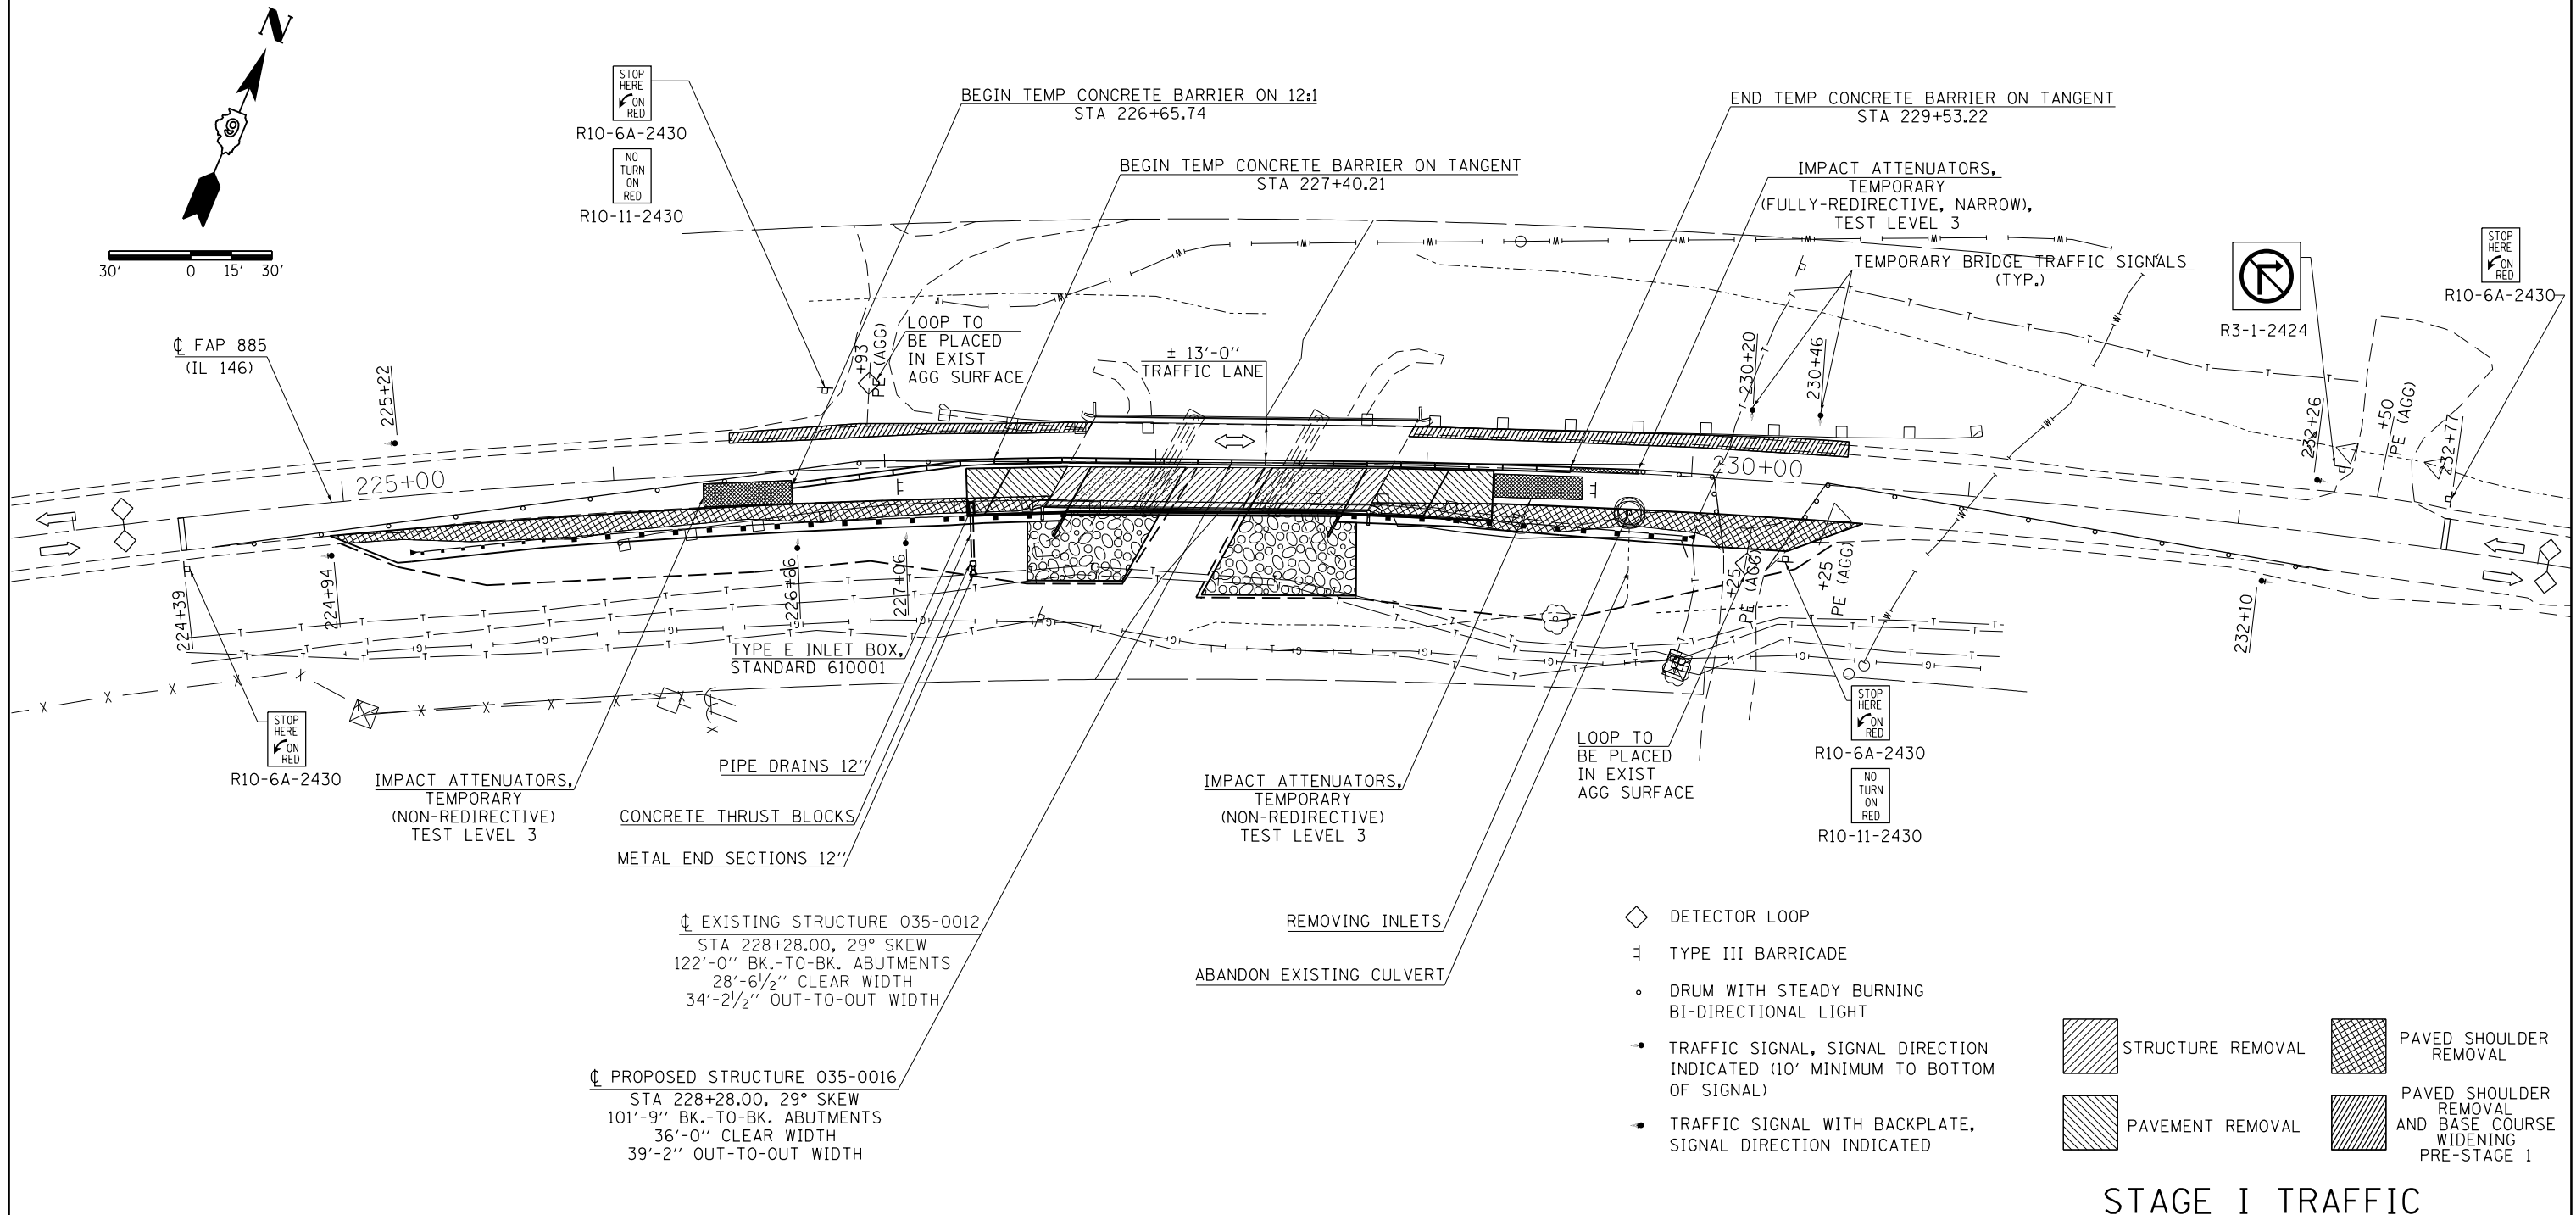 N
9
30' 0 15' 30'
STOP
HERE
ON
RED
R10-6A-2430
NO
TURN
ON
RED
R10-11-2430
BEGIN TEMP CONCRETE BARRIER ON 12:1
STA 226+65.74
BEGIN TEMP CONCRETE BARRIER ON TANGENT
STA 227+40.21
END TEMP CONCRETE BARRIER ON TANGENT
STA 229+53.22
IMPACT ATTENUATORS,
TEMPORARY
(FULLY-REDIRECTIVE, NARROW),
TEST LEVEL 3
TEMPORARY BRIDGE TRAFFIC SIGNALS
(TYP.)
R3-1-2424
STOP
HERE
ON
RED
R10-6A-2430
℄ FAP 885
(IL 146)
225+22
+93
PE (AGG)
LOOP TO
BE PLACED
IN EXIST
AGG SURFACE
± 13'-0"
TRAFFIC LANE
230+20
230+46
232+26
+50
PE (AGG)
232+77
225+00
230+00
224+39
224+94
226+66
227+06
+25
PE (AGG)
+25
PE (AGG)
232+10
TYPE E INLET BOX,
STANDARD 610001
STOP
HERE
ON
RED
R10-6A-2430
IMPACT ATTENUATORS,
TEMPORARY
(NON-REDIRECTIVE)
TEST LEVEL 3
PIPE DRAINS 12"
CONCRETE THRUST BLOCKS
METAL END SECTIONS 12"
IMPACT ATTENUATORS,
TEMPORARY
(NON-REDIRECTIVE)
TEST LEVEL 3
LOOP TO
BE PLACED
IN EXIST
AGG SURFACE
STOP
HERE
ON
RED
R10-6A-2430
NO
TURN
ON
RED
R10-11-2430
℄ EXISTING STRUCTURE 035-0012
STA 228+28.00, 29° SKEW
122'-0" BK.-TO-BK. ABUTMENTS
28'-6½" CLEAR WIDTH
34'-2½" OUT-TO-OUT WIDTH
REMOVING INLETS
ABANDON EXISTING CULVERT
℄ PROPOSED STRUCTURE 035-0016
STA 228+28.00, 29° SKEW
101'-9" BK.-TO-BK. ABUTMENTS
36'-0" CLEAR WIDTH
39'-2" OUT-TO-OUT WIDTH
DETECTOR LOOP
TYPE III BARRICADE
DRUM WITH STEADY BURNING
BI-DIRECTIONAL LIGHT
TRAFFIC SIGNAL, SIGNAL DIRECTION
INDICATED (10' MINIMUM TO BOTTOM
OF SIGNAL)
TRAFFIC SIGNAL WITH BACKPLATE,
SIGNAL DIRECTION INDICATED
STRUCTURE REMOVAL
PAVEMENT REMOVAL
PAVED SHOULDER
REMOVAL
PAVED SHOULDER
REMOVAL
AND BASE COURSE
WIDENING
PRE-STAGE 1
STAGE I TRAFFIC